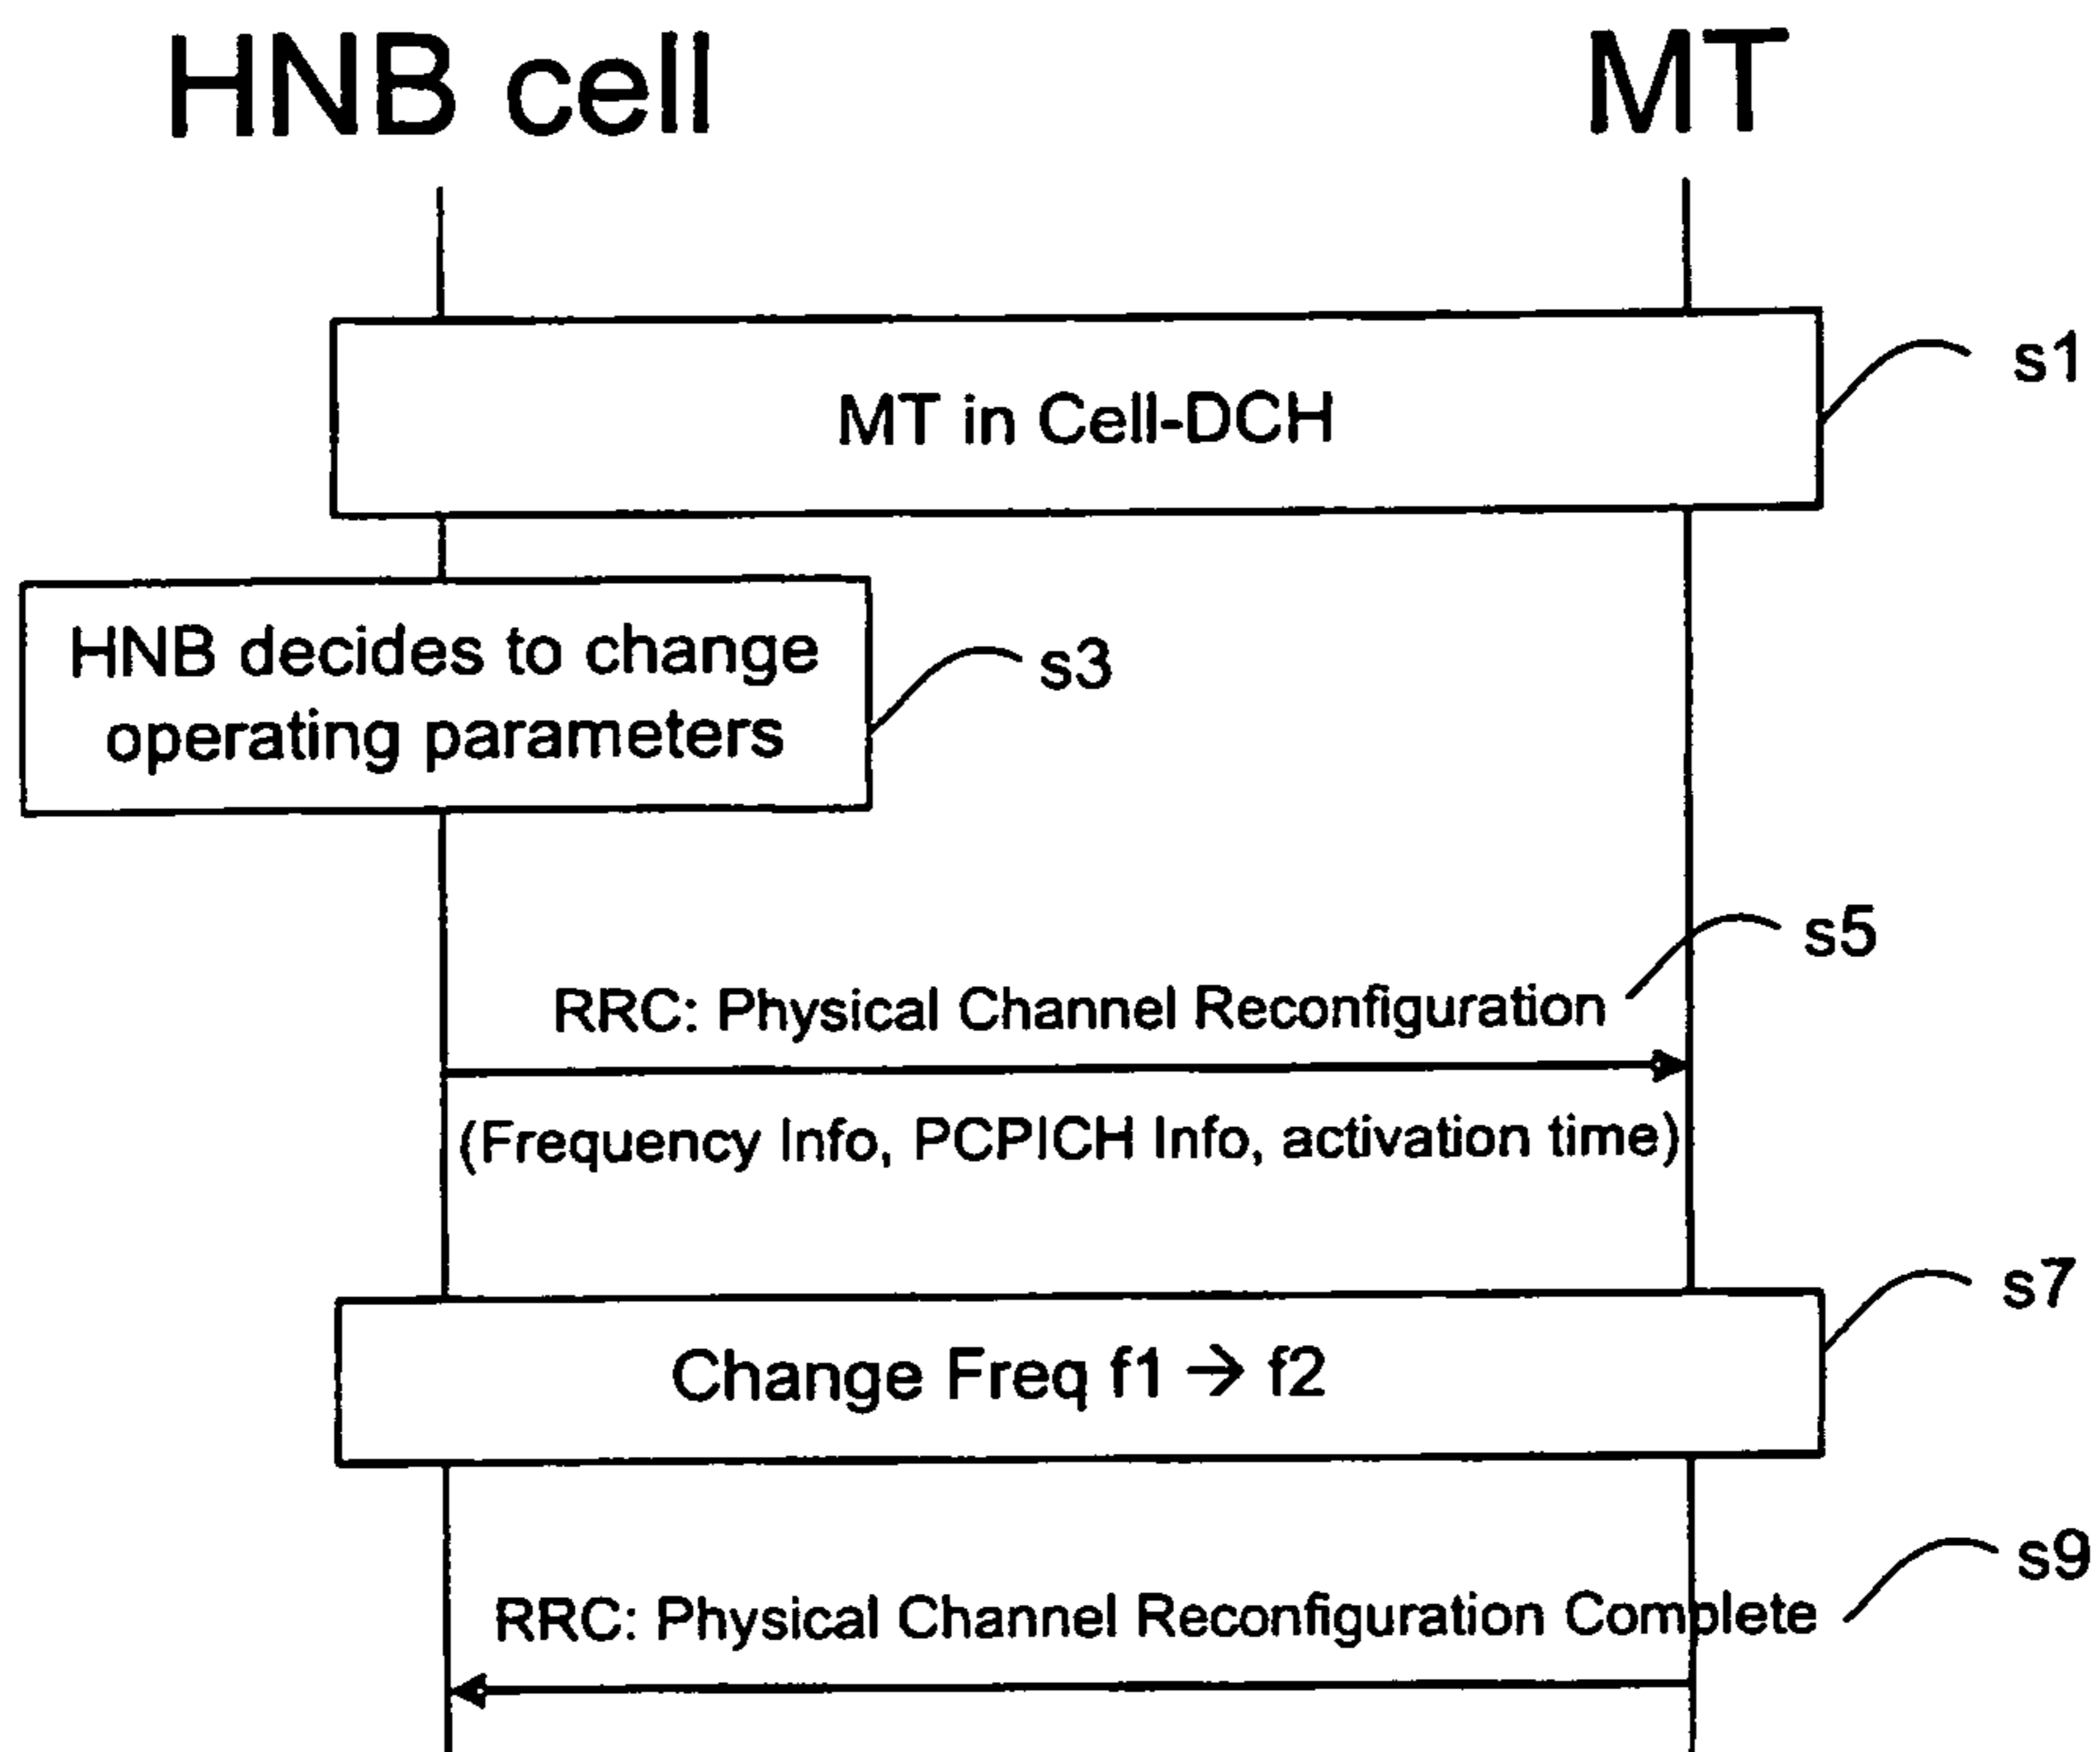 HNB cell
MT
MT in Cell-DCH
s1
HNB decides to change
operating parameters
s3
s5
RRC: Physical Channel Reconfiguration
(Frequency Info, PCPICH Info, activation time)
s7
Change Freq f1 → f2
s9
RRC: Physical Channel Reconfiguration Complete